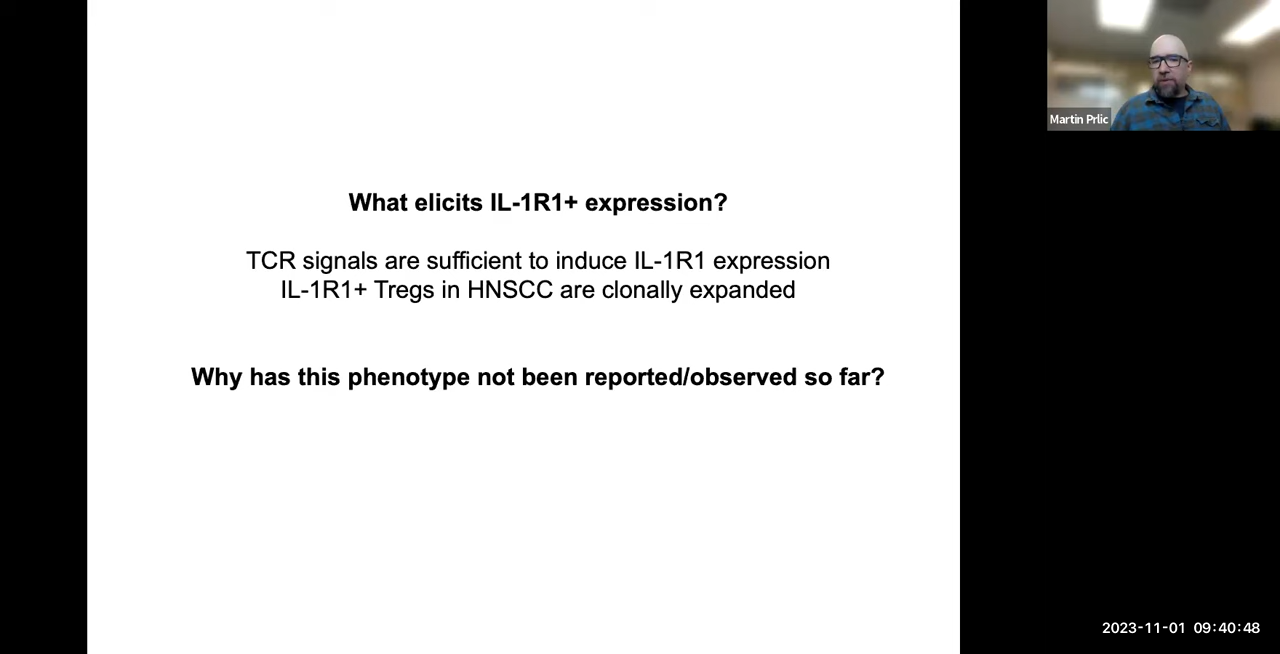 What elicits IL-1R1+ expression?
TCR signals are sufficient to induce IL-1R1 expression
IL-1R1+ Tregs in HNSCC are clonally expanded
Why has this phenotype not been reported/observed so far?
Martin Prlic
2023-11-01 09:40:48